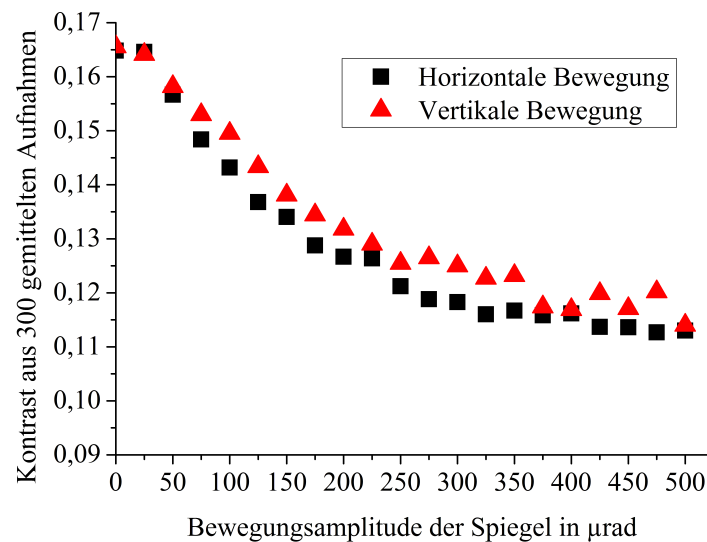 Kontrast aus 300 gemittelten Aufnahmen
0,17
0,16
0,15
0,14
0,13
0,12
0,11
0,10
0,09
Horizontale Bewegung
Vertikale Bewegung
0 50 100 150 200 250 300 350 400 450 500
Bewegungsamplitude der Spiegel in µrad